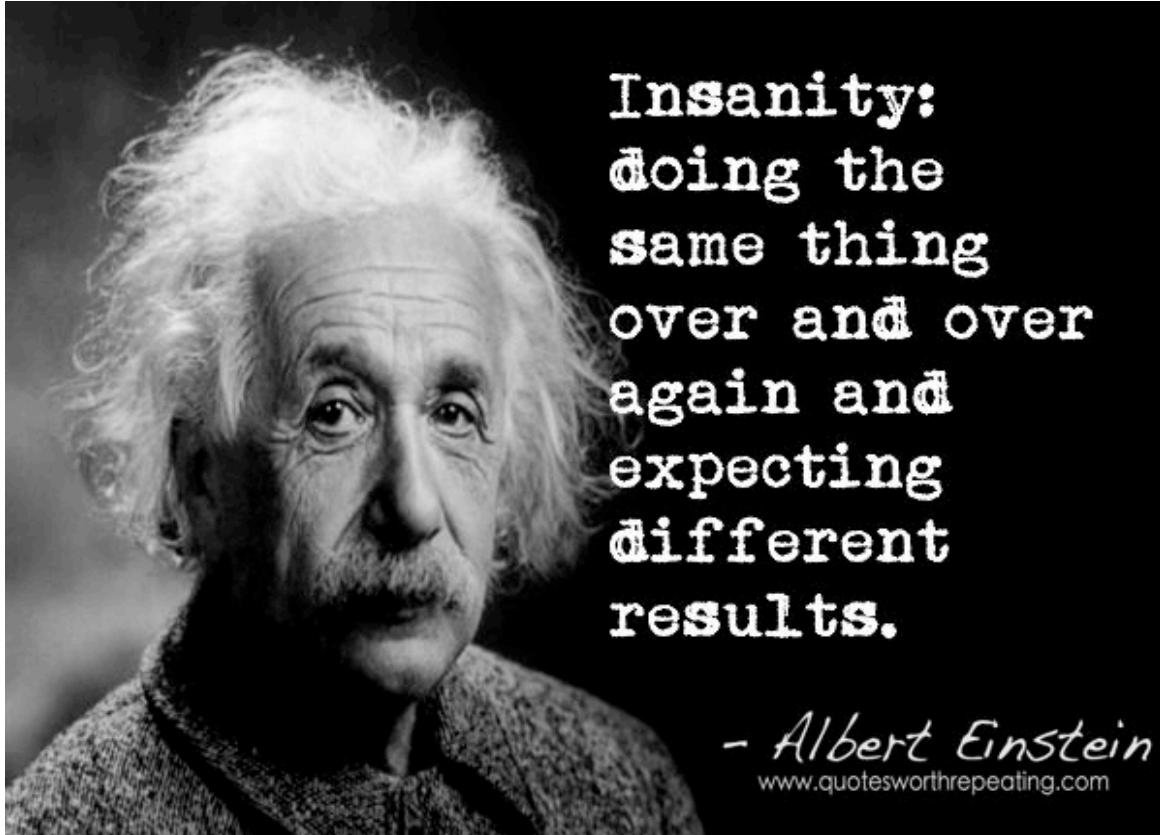 Insanity:
doing the
same thing
over and over
again and
expecting
different
results.
- Albert Einstein
www.quotesworthrepeating.com